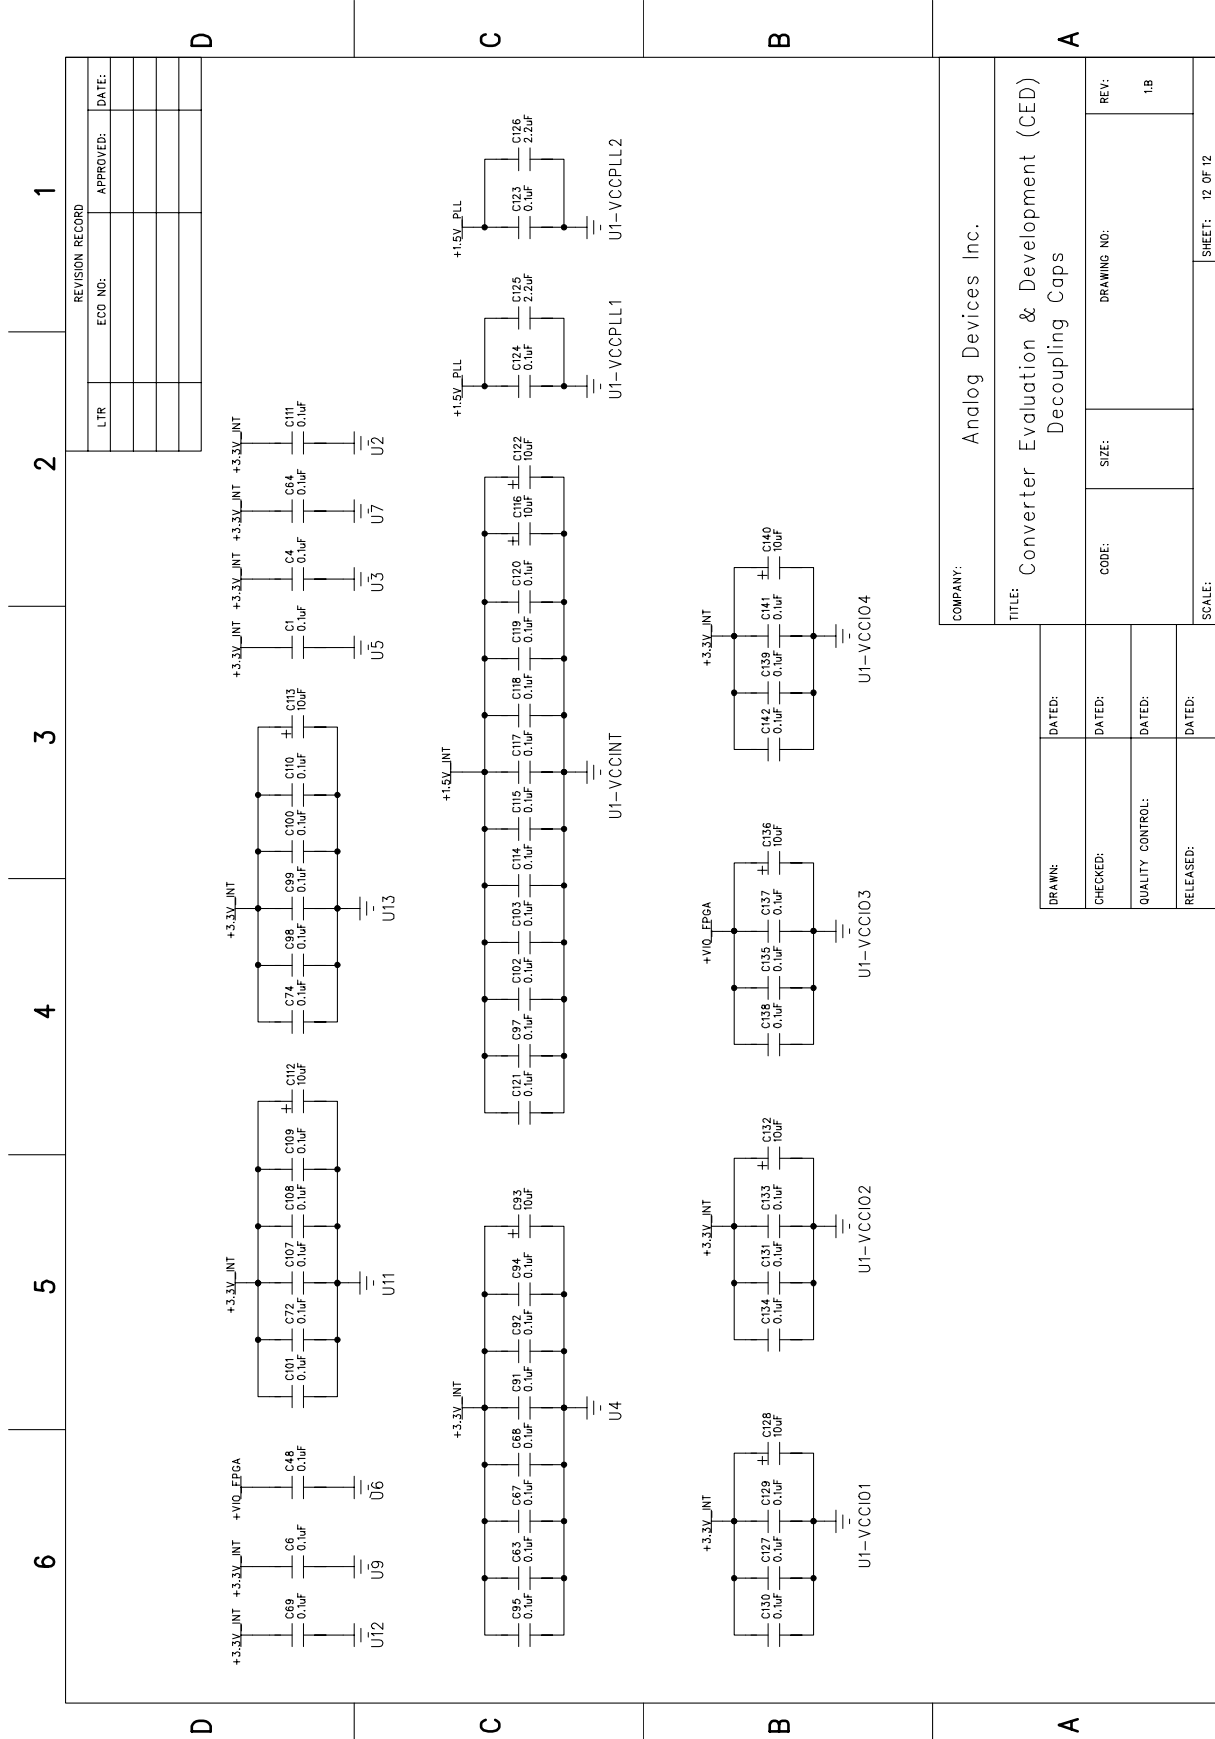 6
5
4
3
2
1
D
D
REVISION RECORD
LTR
ECO NO:
APPROVED:
DATE:
+3.3V_INT
C69
0.1uF
U12
+3.3V_INT
C6
0.1uF
U9
+VIO_FPGA
C48
0.1uF
U6
+3.3V_INT
C101
0.1uF
C72
0.1uF
C107
0.1uF
C108
0.1uF
C109
0.1uF
C112
10uF
U11
+3.3V_INT
C74
0.1uF
C98
0.1uF
C99
0.1uF
C100
0.1uF
C110
0.1uF
C113
10uF
U13
+3.3V_INT
C1
0.1uF
U5
+3.3V_INT
C4
0.1uF
U3
+3.3V_INT
C64
0.1uF
U7
+3.3V_INT
C111
0.1uF
U2
C
C
+3.3V_INT
C95
0.1uF
C63
0.1uF
C67
0.1uF
C68
0.1uF
C91
0.1uF
C92
0.1uF
C94
0.1uF
C93
10uF
U4
+1.5V_INT
C121
0.1uF
C97
0.1uF
C102
0.1uF
C103
0.1uF
C114
0.1uF
C115
0.1uF
C117
0.1uF
C118
0.1uF
C119
0.1uF
C120
0.1uF
C116
10uF
C122
10uF
U1-VCCINT
+1.5V_PLL
C124
0.1uF
C125
2.2uF
U1-VCCPLL1
+1.5V_PLL
C123
0.1uF
C126
2.2uF
U1-VCCPLL2
B
B
+3.3V_INT
C130
0.1uF
C127
0.1uF
C129
0.1uF
C128
10uF
U1-VCCIO1
+3.3V_INT
C134
0.1uF
C131
0.1uF
C133
0.1uF
C132
10uF
U1-VCCIO2
+VIO_FPGA
C138
0.1uF
C135
0.1uF
C137
0.1uF
C136
10uF
U1-VCCIO3
+3.3V_INT
C142
0.1uF
C139
0.1uF
C141
0.1uF
C140
10uF
U1-VCCIO4
A
A
COMPANY:
Analog Devices Inc.
TITLE:
Converter Evaluation & Development (CED)
Decoupling Caps
DRAWN:
DATED:
CHECKED:
DATED:
QUALITY CONTROL:
DATED:
RELEASED:
DATED:
CODE:
SIZE:
DRAWING NO:
REV:
1.B
SCALE:
SHEET: 12 OF 12